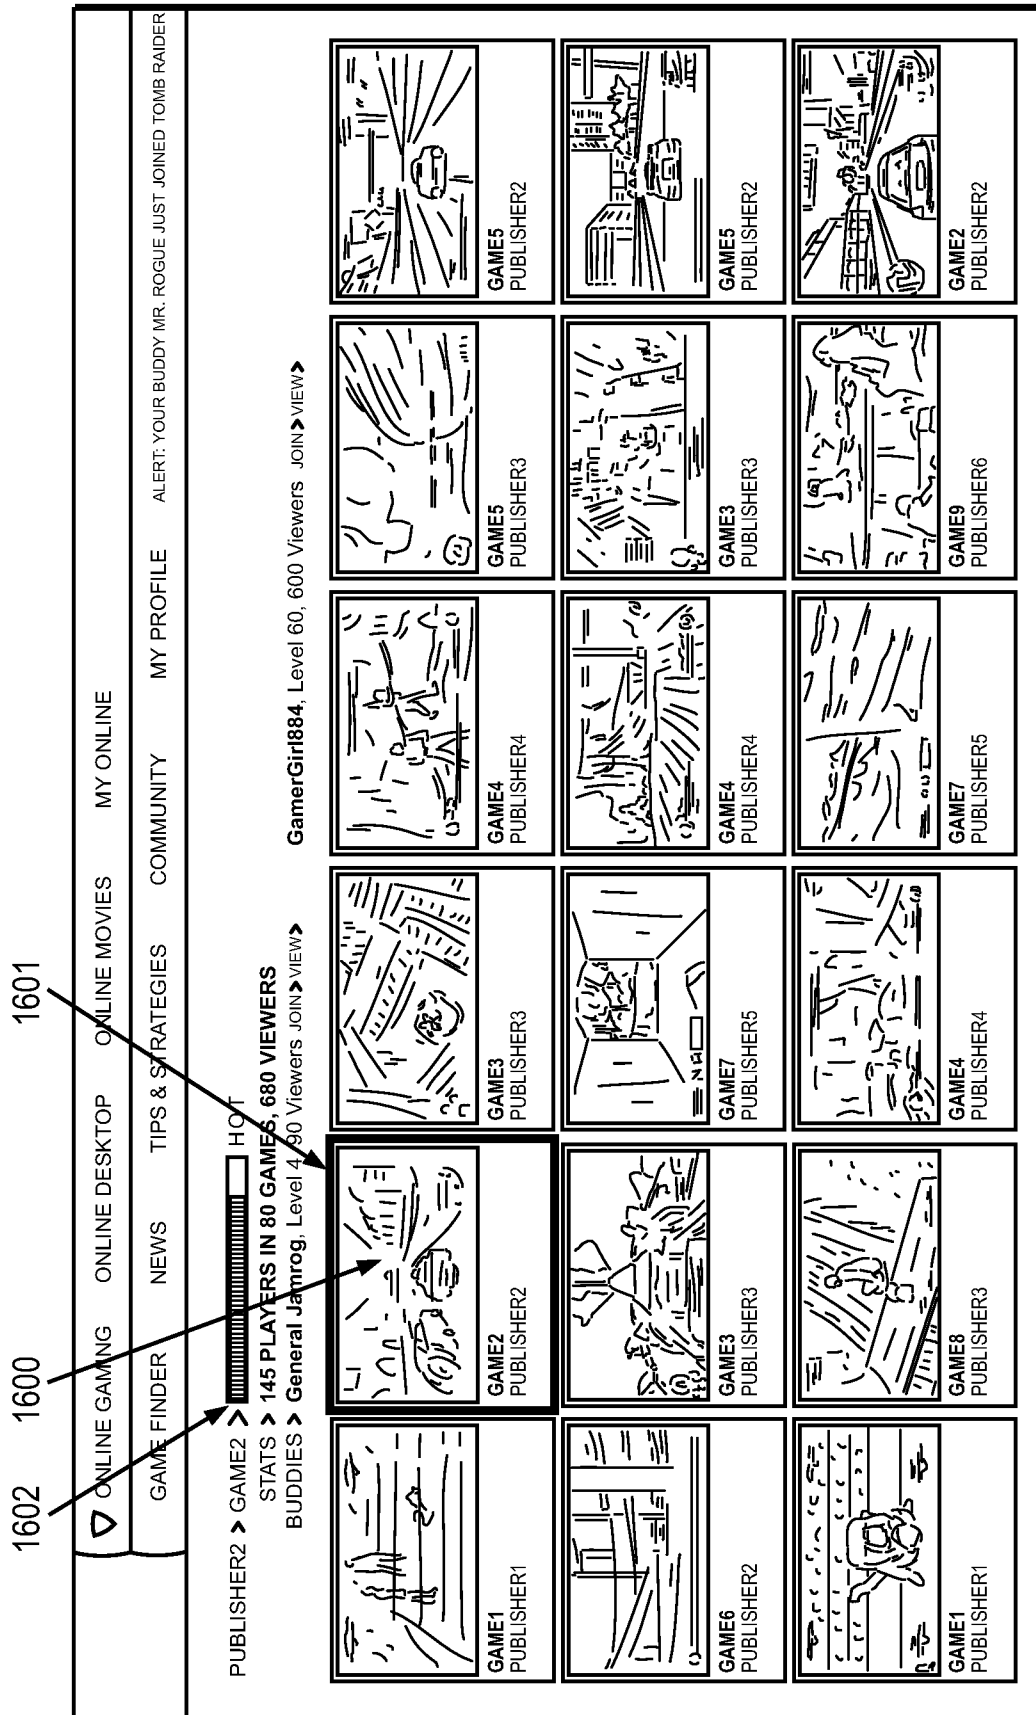 1602
1600
1601
ONLINE GAMING ONLINE DESKTOP ONLINE MOVIES MY ONLINE
GAME FINDER NEWS TIPS & STRATEGIES COMMUNITY MY PROFILE ALERT: YOUR BUDDY MR. ROGUE JUST JOINED TOMB RAIDER
PUBLISHER2 > GAME2 > HOT
STATS > 145 PLAYERS IN 80 GAMES, 680 VIEWERS
BUDDIES > General Jamrog, Level 4, 90 Viewers JOIN>VIEW> GamerGirl884, Level 60, 600 Viewers JOIN>VIEW>
GAME1 GAME2 GAME3 GAME4 GAME5 GAME5
PUBLISHER1 PUBLISHER2 PUBLISHER3 PUBLISHER4 PUBLISHER3 PUBLISHER2
GAME6 GAME3 GAME7 GAME4 GAME3 GAME5
PUBLISHER2 PUBLISHER3 PUBLISHER5 PUBLISHER4 PUBLISHER3 PUBLISHER2
GAME1 GAME8 GAME4 GAME7 GAME9 GAME2
PUBLISHER1 PUBLISHER3 PUBLISHER4 PUBLISHER5 PUBLISHER6 PUBLISHER2